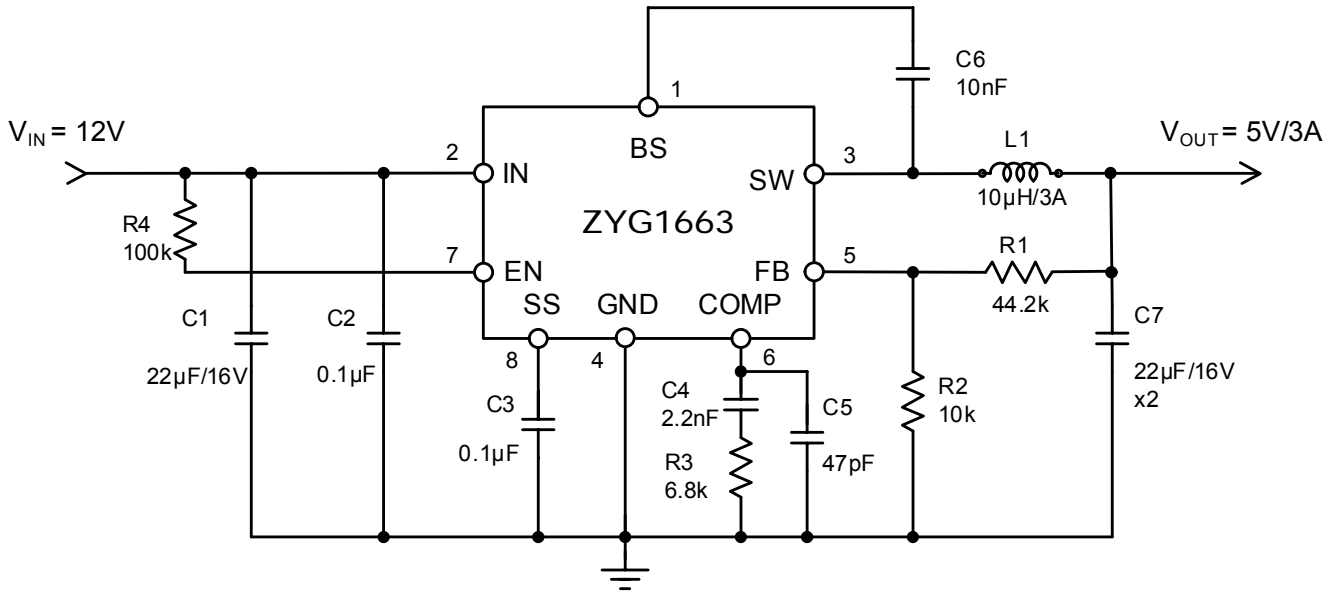 C6
10nF
1
V_IN = 12V
BS
V_OUT = 5V/3A
2
IN
SW
3
L1
10µH/3A
ZYG1663
R4
100k
7
EN
FB
5
R1
44.2k
SS
GND
COMP
C1
22µF/16V
C2
0.1µF
8
4
6
C7
22µF/16V
x2
C3
0.1µF
C4
2.2nF
C5
47pF
R3
6.8k
R2
10k